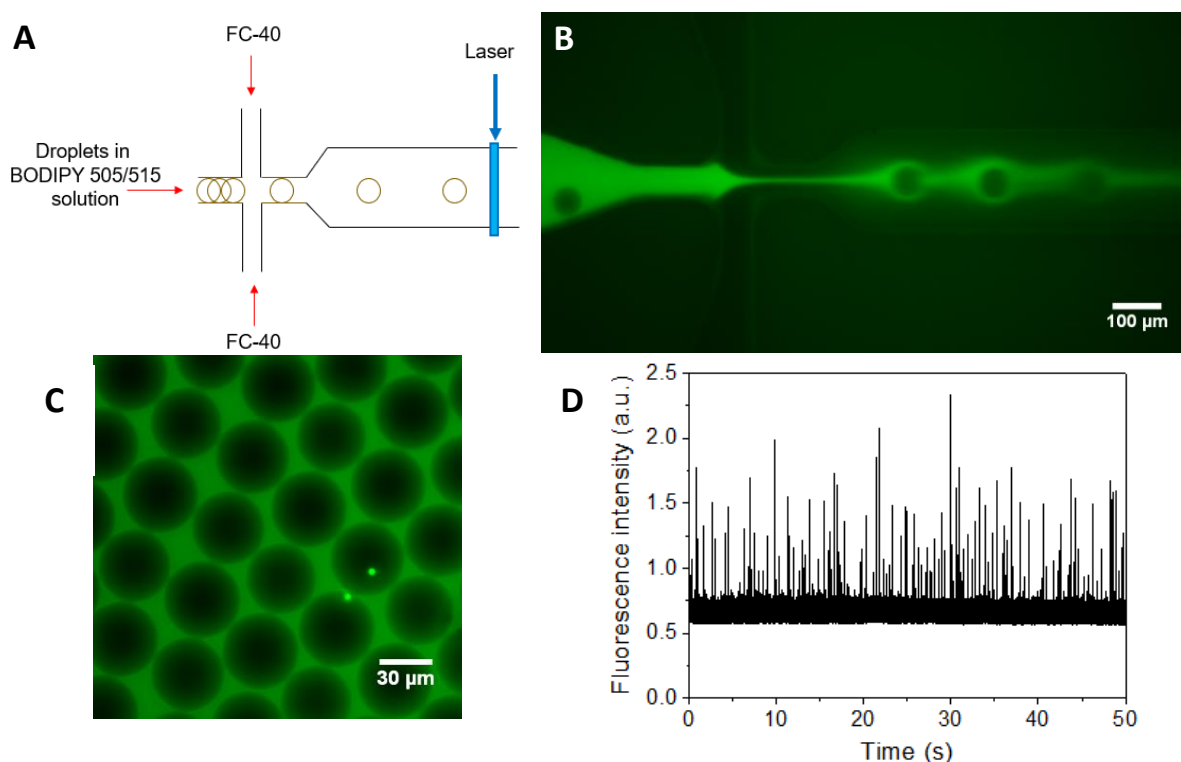 A
FC-40
Laser
Droplets in
BODIPY 505/515
solution
FC-40
B
100 µm
C
30 µm
D
Fluorescence intensity (a.u.)
2.5
2.0
1.5
1.0
0.5
0.0
0
10
20
30
40
50
Time (s)